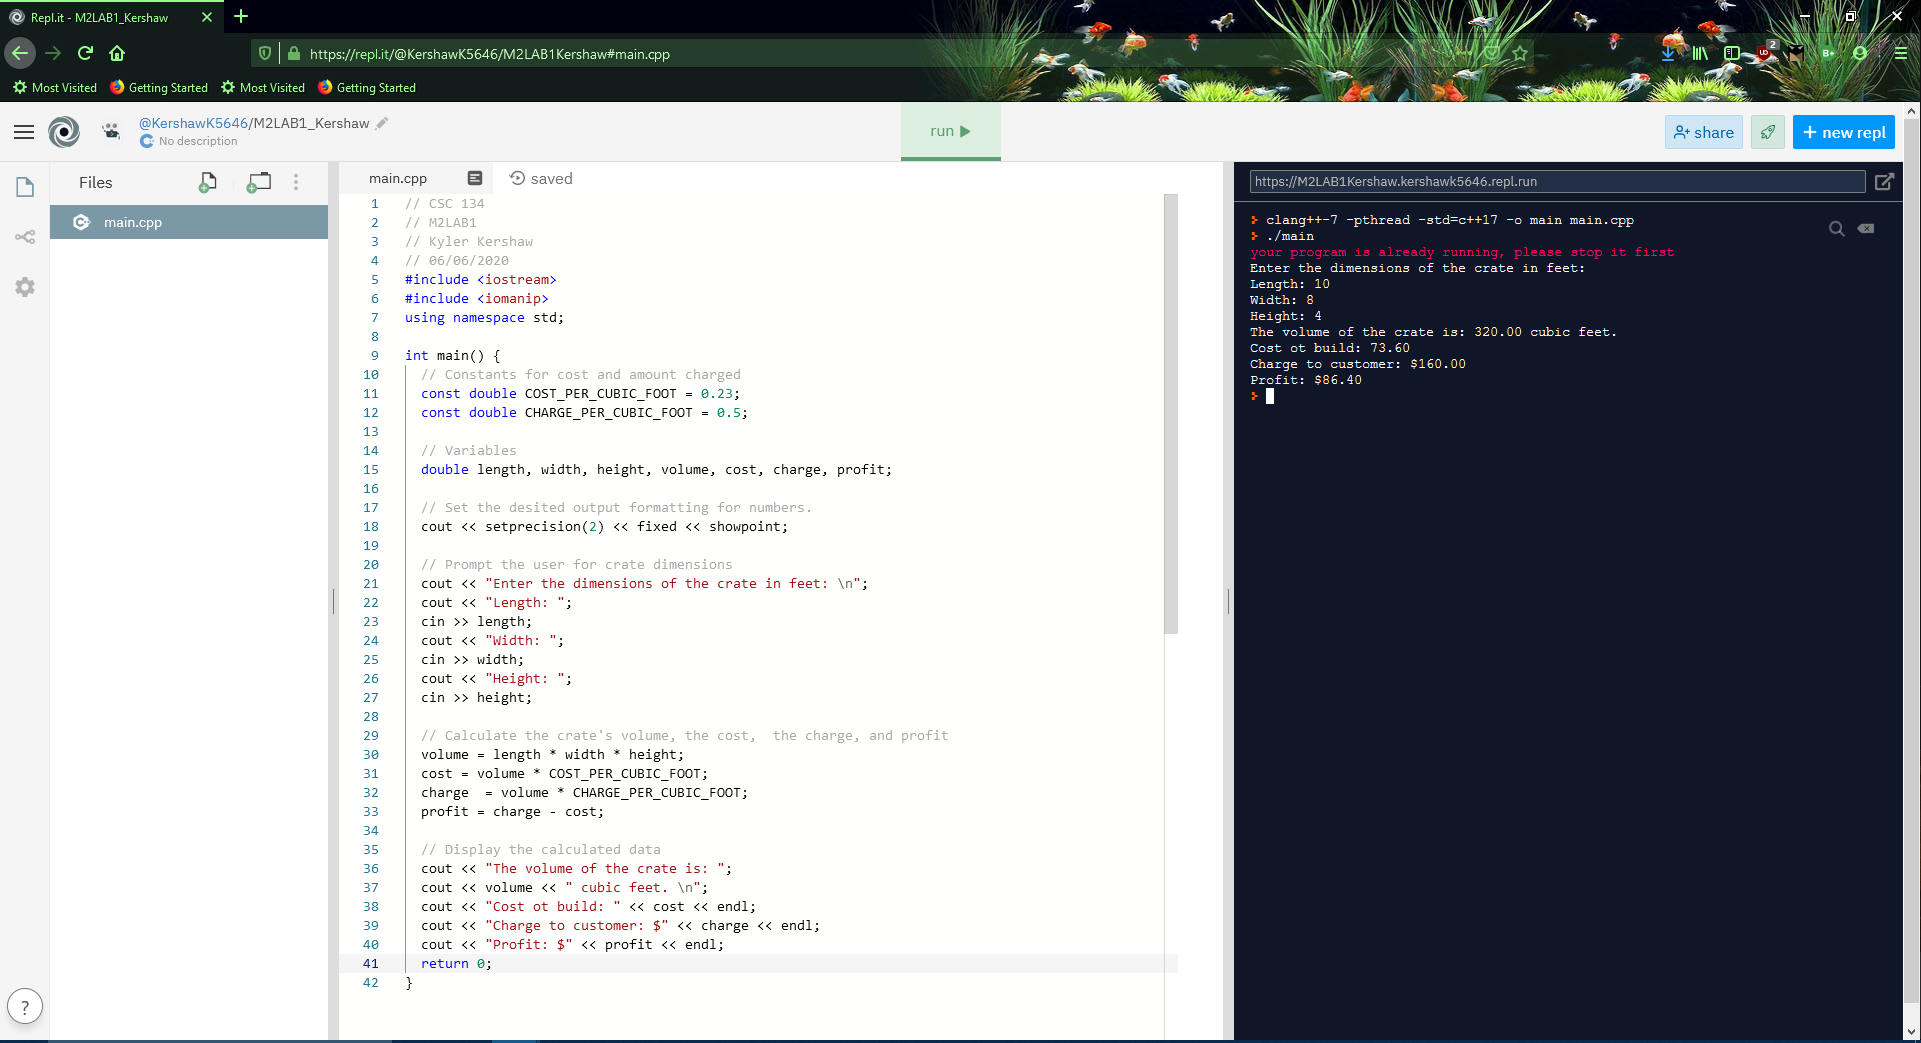 Repl.it - M2LAB1_Kershaw
https://repl.it/@KershawK5646/M2LAB1Kershaw#main.cpp
2
B+
Most Visited Getting Started Most Visited Getting Started
@KershawK5646/M2LAB1_Kershaw
No description
run
share
+ new repl
Files
main.cpp
main.cpp
saved
1 // CSC 134
2 // M2LAB1
3 // Kyler Kershaw
4 // 06/06/2020
5 #include <iostream>
6 #include <iomanip>
7 using namespace std;
8
9 int main() {
10 // Constants for cost and amount charged
11 const double COST_PER_CUBIC_FOOT = 0.23;
12 const double CHARGE_PER_CUBIC_FOOT = 0.5;
13
14 // Variables
15 double length, width, height, volume, cost, charge, profit;
16
17 // Set the desited output formatting for numbers.
18 cout << setprecision(2) << fixed << showpoint;
19
20 // Prompt the user for crate dimensions
21 cout << "Enter the dimensions of the crate in feet: \n";
22 cout << "Length: ";
23 cin >> length;
24 cout << "Width: ";
25 cin >> width;
26 cout << "Height: ";
27 cin >> height;
28
29 // Calculate the crate's volume, the cost,  the charge, and profit
30 volume = length * width * height;
31 cost = volume * COST_PER_CUBIC_FOOT;
32 charge  = volume * CHARGE_PER_CUBIC_FOOT;
33 profit = charge - cost;
34
35 // Display the calculated data
36 cout << "The volume of the crate is: ";
37 cout << volume << " cubic feet. \n";
38 cout << "Cost ot build: " << cost << endl;
39 cout << "Charge to customer: $" << charge << endl;
40 cout << "Profit: $" << profit << endl;
41 return 0;
42 }
?
https://M2LAB1Kershaw.kershawk5646.repl.run
clang++-7 -pthread -std=c++17 -o main main.cpp
./main
your program is already running, please stop it first
Enter the dimensions of the crate in feet:
Length: 10
Width: 8
Height: 4
The volume of the crate is: 320.00 cubic feet.
Cost ot build: 73.60
Charge to customer: $160.00
Profit: $86.40